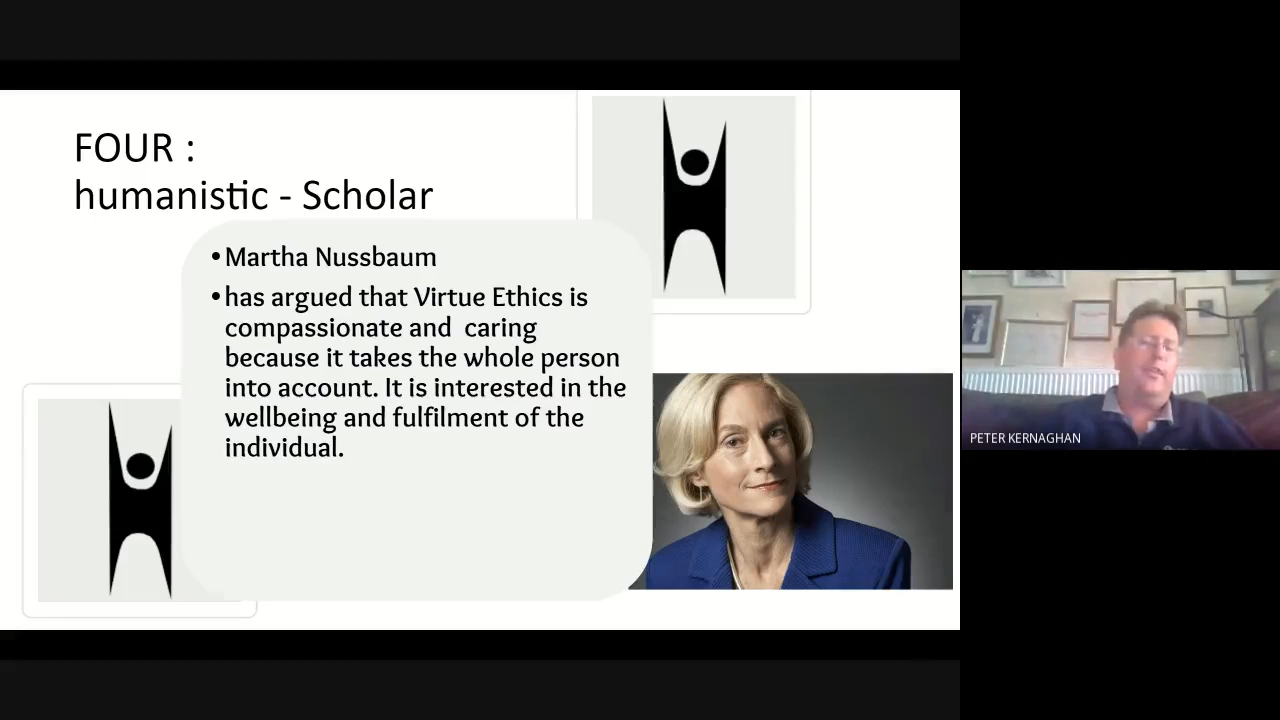 FOUR :
humanistic - Scholar
•Martha Nussbaum
•has argued that Virtue Ethics is
compassionate and  caring
because it takes the whole person
into account. It is interested in the
wellbeing and fulfilment of the
individual.
PETER KERNAGHAN